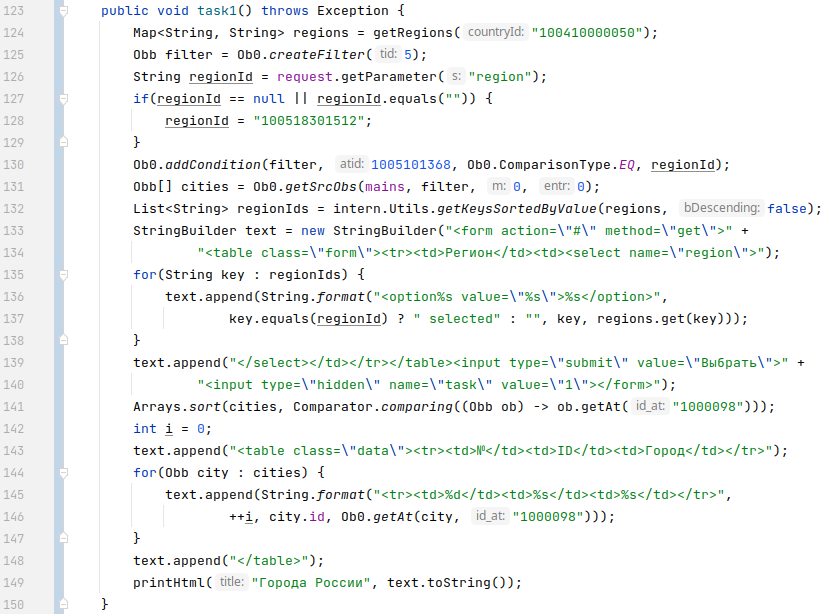 123 public void task1() throws Exception {
124 Map<String, String> regions = getRegions( countryId: "100410000050");
125 Obb filter = Ob0.createFilter( tid: 5);
126 String regionId = request.getParameter( s: "region");
127 if(regionId == null || regionId.equals("")) {
128 regionId = "100518301512";
129 }
130 Ob0.addCondition(filter, atid: 1005101368, Ob0.ComparisonType.EQ, regionId);
131 Obb[] cities = Ob0.getSrcObs(mains, filter, m: 0, entr: 0);
132 List<String> regionIds = intern.Utils.getKeysSortedByValue(regions, bDescending: false);
133 StringBuilder text = new StringBuilder("<form action=\"#\" method=\"get\">" +
134 "<table class=\"form\"><tr><td>Регион</td><td><select name=\"region\">");
135 for(String key : regionIds) {
136 text.append(String.format("<option%s value=\"%s\">%s</option>",
137 key.equals(regionId) ? " selected" : "", key, regions.get(key)));
138 }
139 text.append("</select></td></tr></table><input type=\"submit\" value=\"Выбрать\">" +
140 "<input type=\"hidden\" name=\"task\" value=\"1\"></form>");
141 Arrays.sort(cities, Comparator.comparing((Obb ob) -> ob.getAt( id_at: "1000098")));
142 int i = 0;
143 text.append("<table class=\"data\"><tr><td>№</td><td>ID</td><td>Город</td></tr>");
144 for(Obb city : cities) {
145 text.append(String.format("<tr><td>%d</td><td>%s</td><td>%s</td></tr>",
146 ++i, city.id, Ob0.getAt(city, id_at: "1000098")));
147 }
148 text.append("</table>");
149 printHtml( title: "Города России", text.toString());
150 }